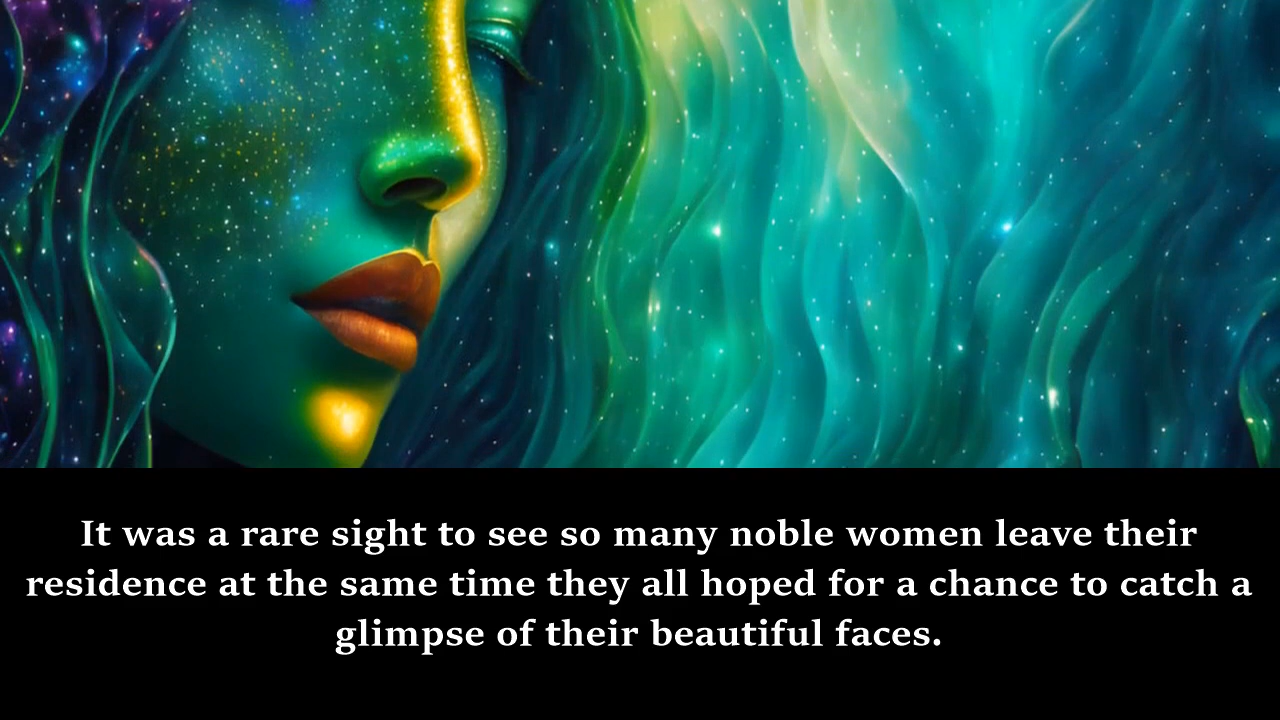 It was a rare sight to see so many noble women leave their
residence at the same time they all hoped for a chance to catch a
glimpse of their beautiful faces.